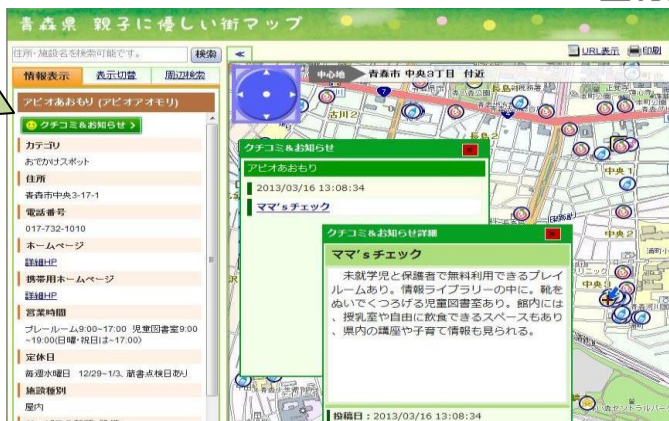 青森県 親子に優しい街マップ
住所・施設名を検索可能です。
検索
≪
URL表示
印刷
情報表示
表示切替
周辺検索
中心地
青森市 中央3丁目 付近
アピオあおもり (アピオアオモリ)
クチコミ&お知らせ >
カテゴリ
おでかけスポット
住所
青森市中央3-17-1
電話番号
017-732-1010
ホームページ
詳細HP
携帯用ホームページ
詳細HP
営業時間
プレールーム9:00~17:00 児童図書室9:00
~19:00(日曜・祝日は~17:00)
定休日
毎週水曜日 12/29~1/3、蔵書点検日あり
施設種別
屋内
クチコミ&お知らせ
アピオあおもり
2013/03/16 13:08:34
ママ'sチェック
クチコミ&お知らせ詳細
ママ'sチェック
未就学児と保護者で無料利用できるプレイ
ルームあり。情報ライブラリーの中に。靴を
ぬいでくつろげる児童図書室あり。館内には
、授乳室や自由に飲食できるスペースもあり
、県内の講座や子育て情報も見られる。
投稿日:2013/03/16 13:08:34
古川2
長島2
中央1
中央2
中央3